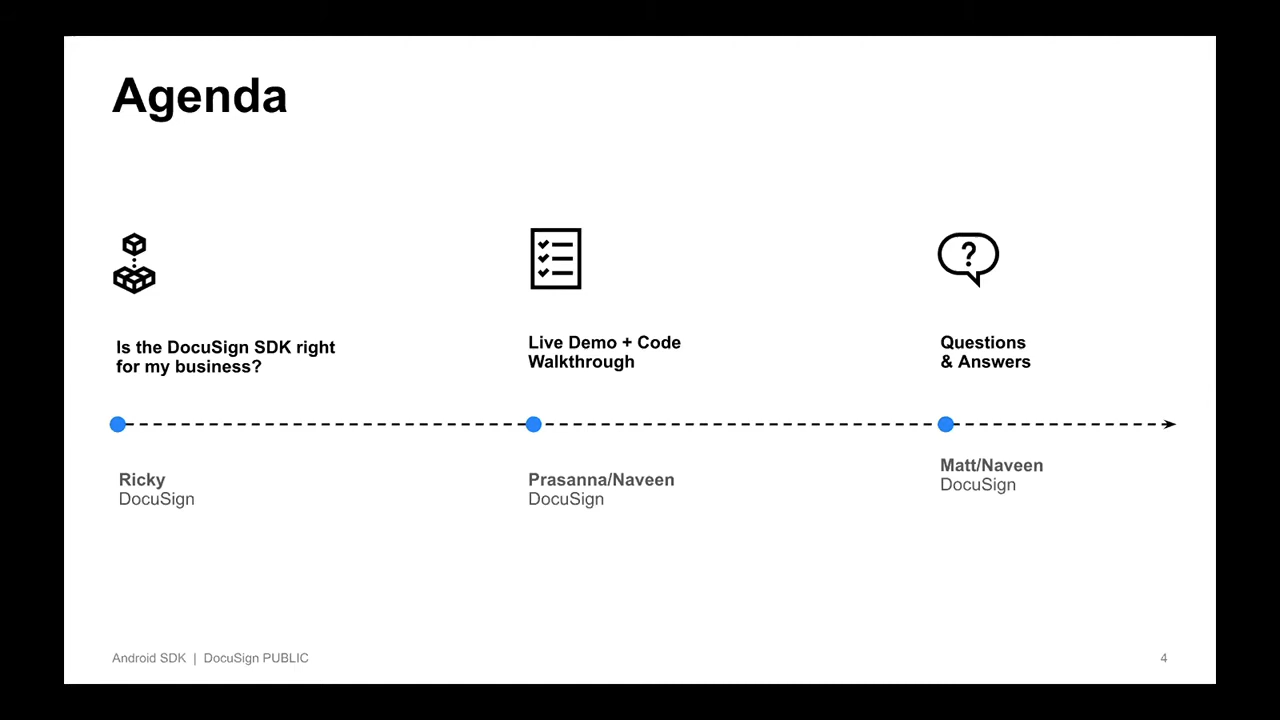 Agenda
Is the DocuSign SDK right
for my business?
Live Demo + Code
Walkthrough
?
Questions
& Answers
Ricky
DocuSign
Prasanna/Naveen
DocuSign
Matt/Naveen
DocuSign
Android SDK | DocuSign PUBLIC
4